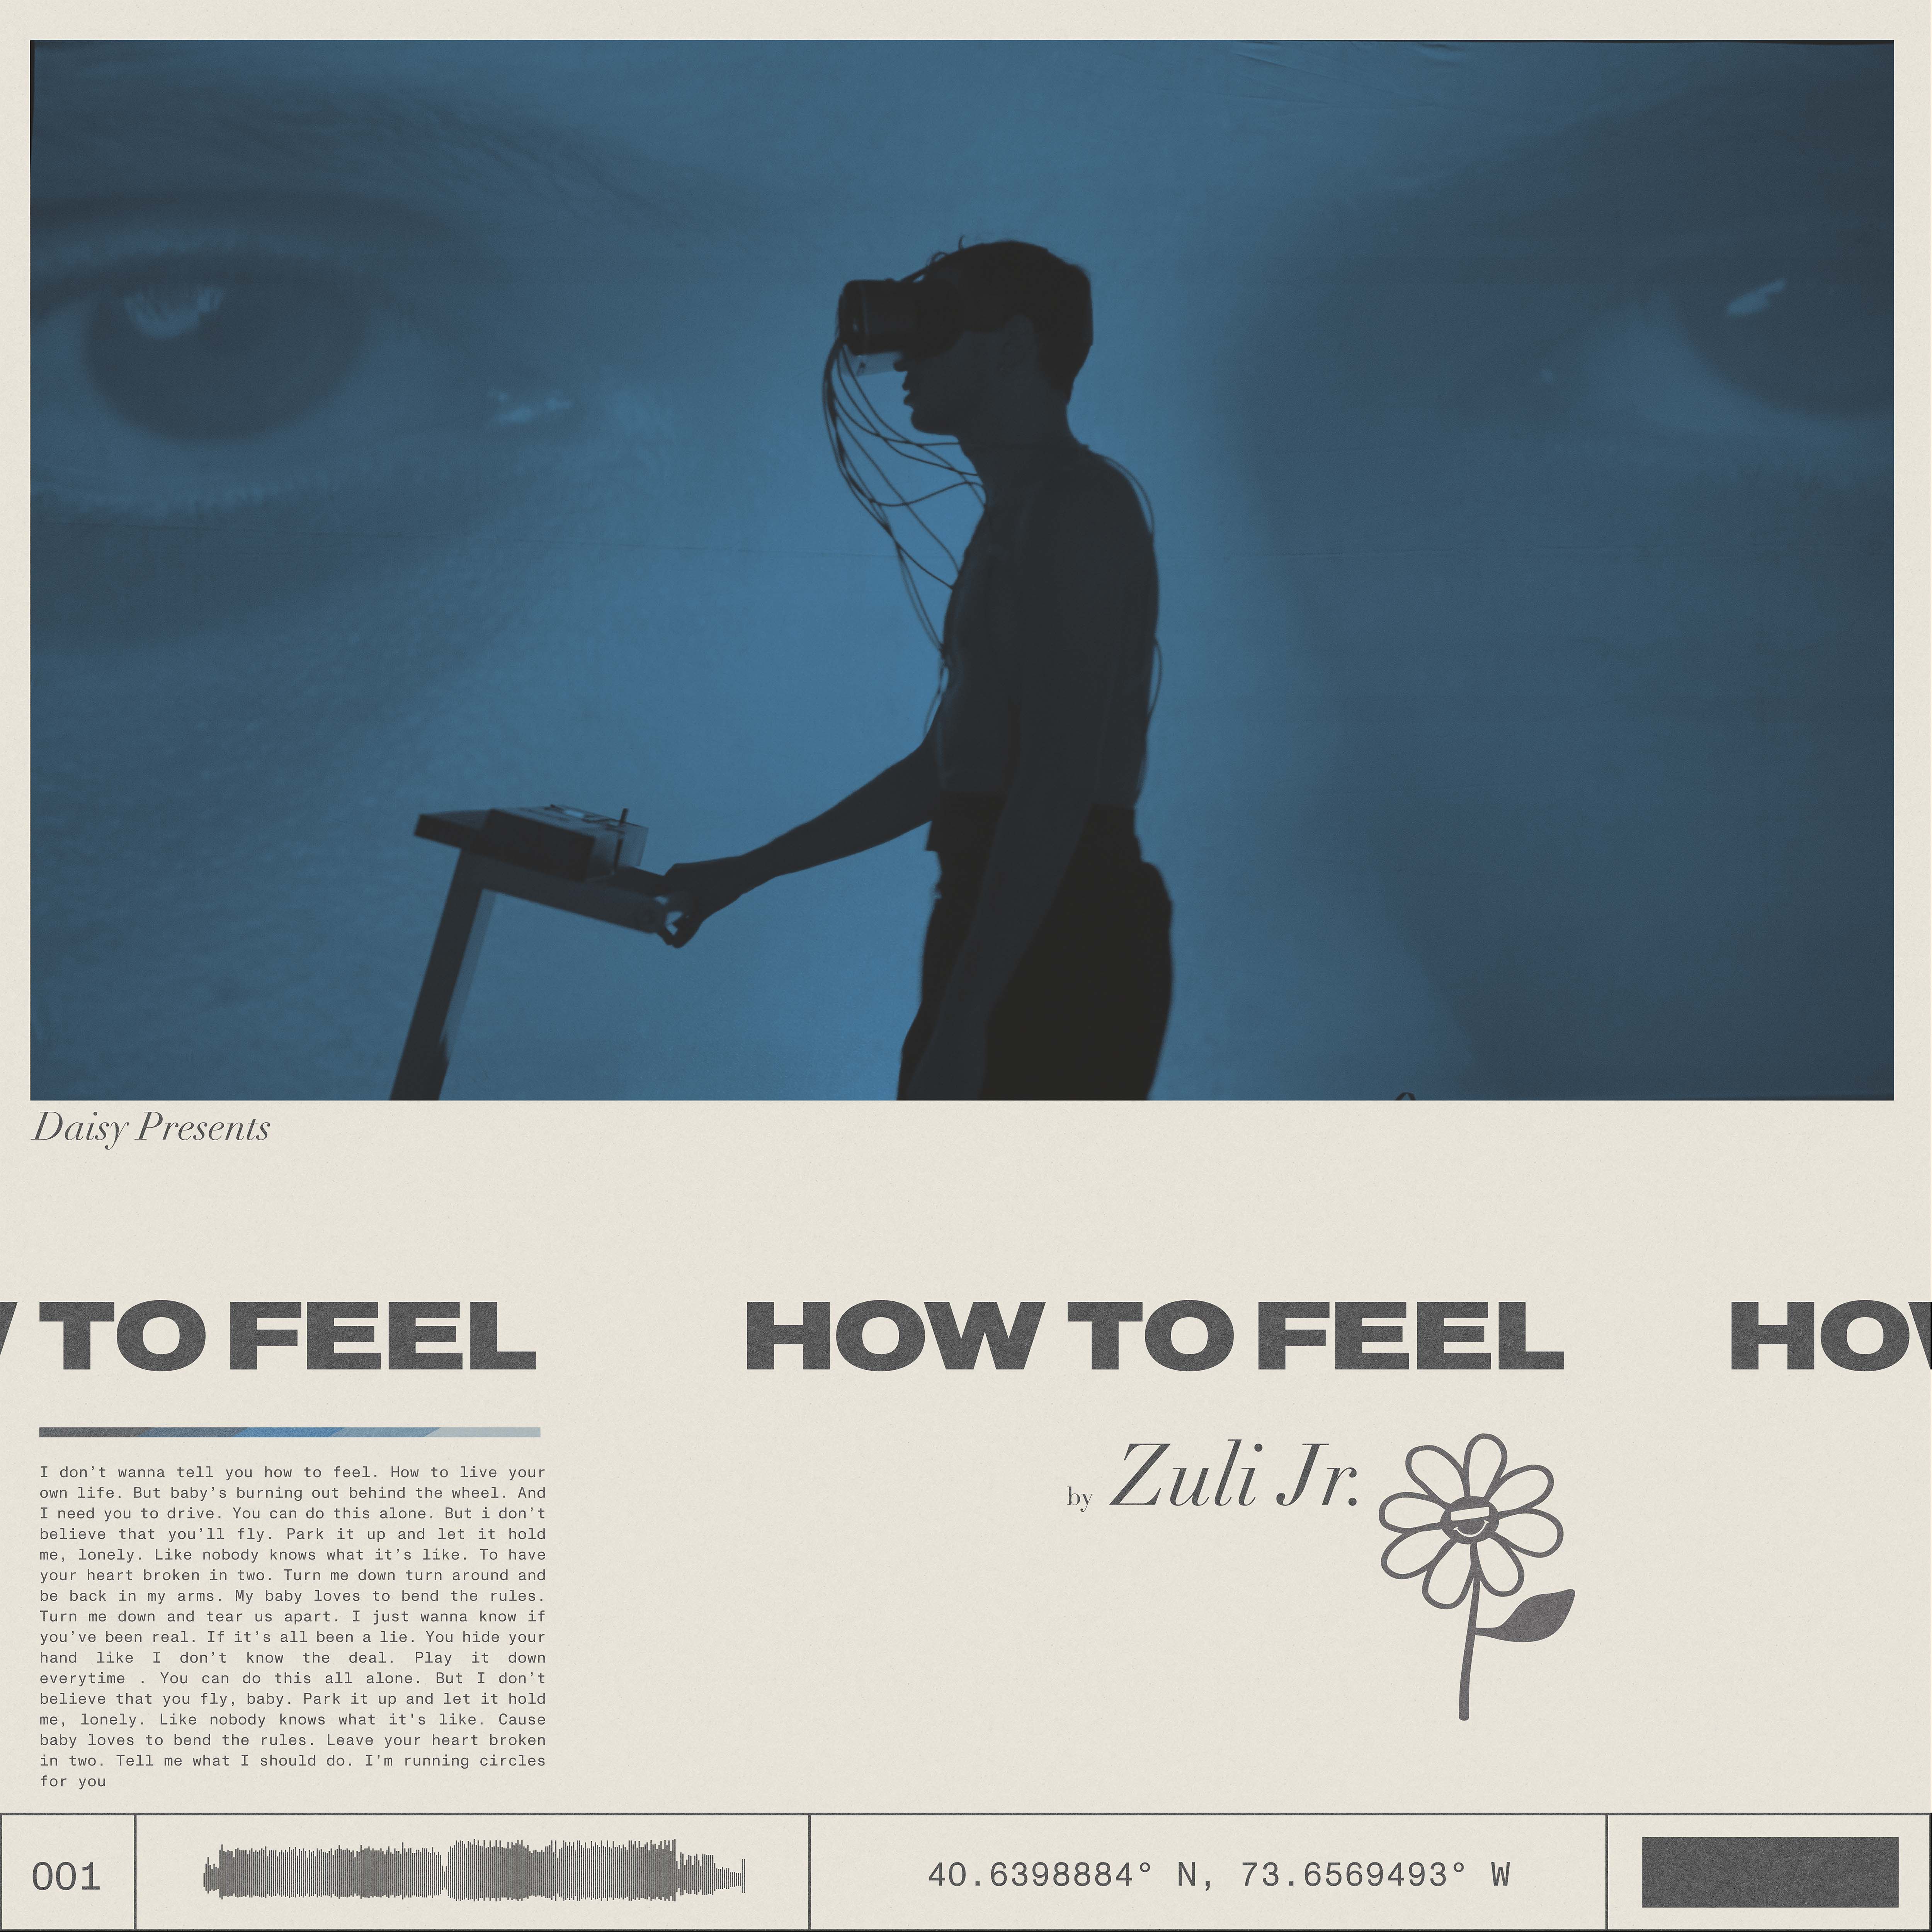 Daisy Presents
TO FEEL HOW TO FEEL HO
by Zuli Jr.
I don’t wanna tell you how to feel. How to live your
own life. But baby’s burning out behind the wheel. And
I need you to drive. You can do this alone. But i don’t
believe that you’ll fly. Park it up and let it hold
me, lonely. Like nobody knows what it’s like. To have
your heart broken in two. Turn me down turn around and
be back in my arms. My baby loves to bend the rules.
Turn me down and tear us apart. I just wanna know if
you’ve been real. If it’s all been a lie. You hide your
hand like I don’t know the deal. Play it down
everytime . You can do this all alone. But I don’t
believe that you fly, baby. Park it up and let it hold
me, lonely. Like nobody knows what it's like. Cause
baby loves to bend the rules. Leave your heart broken
in two. Tell me what I should do. I’m running circles
for you
001
40.6398884° N, 73.6569493° W